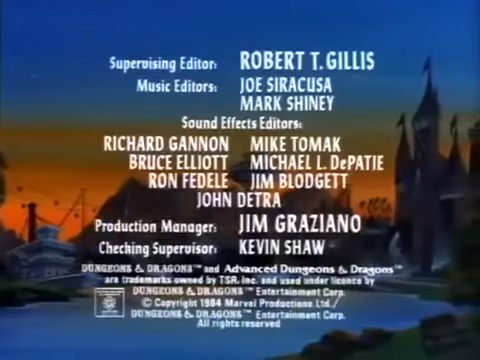 Supervising Editor: ROBERT T. GILLIS
Music Editors: JOE SIRACUSA
MARK SHINEY
Sound Effects Editors:
RICHARD GANNON MIKE TOMAK
BRUCE ELLIOTT MICHAEL L. DePATIE
RON FEDELE JIM BLODGETT
JOHN DETRA
Production Manager: JIM GRAZIANO
Checking Supervisor: KEVIN SHAW
DUNGEONS & DRAGONS™ and Advanced Dungeons & Dragons™
are trademarks owned by TSR, Inc. and used under licence by
DUNGEONS & DRAGONS™ Entertainment Corp.
© Copyright 1984 Marvel Productions Ltd./
DUNGEONS & DRAGONS™ Entertainment Corp.
All rights reserved